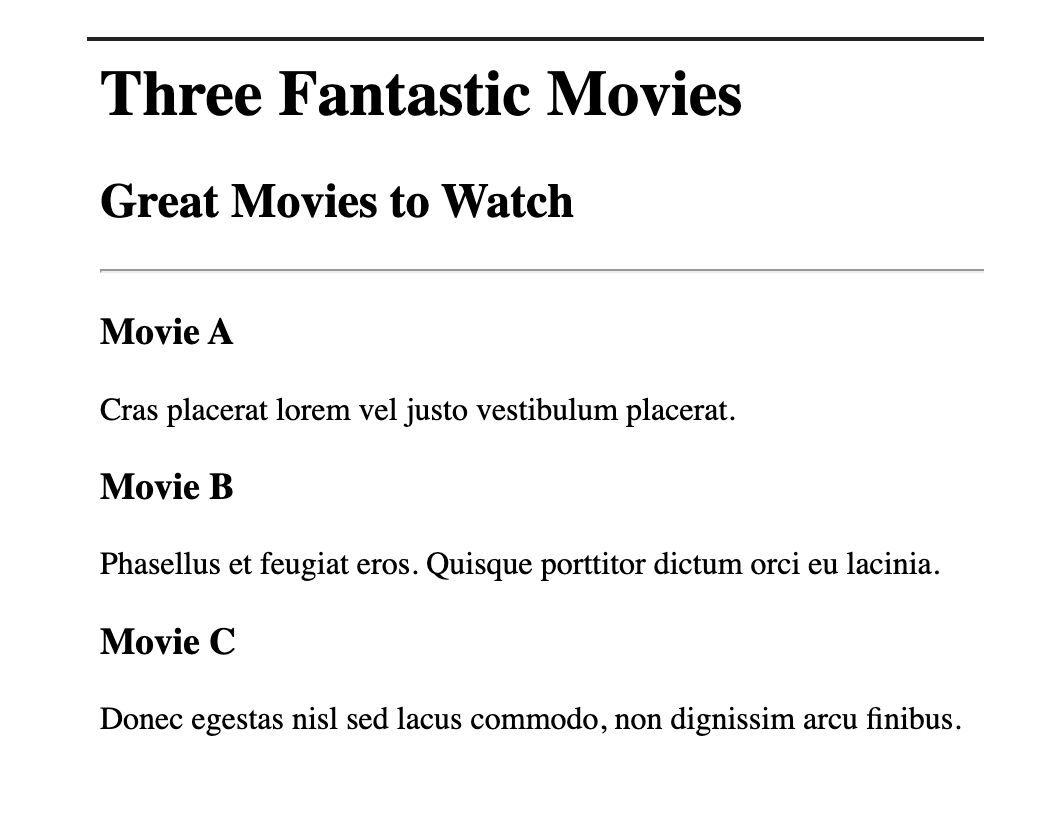 Three Fantastic Movies
Great Movies to Watch
Movie A
Cras placerat lorem vel justo vestibulum placerat.
Movie B
Phasellus et feugiat eros. Quisque porttitor dictum orci eu lacinia.
Movie C
Donec egestas nisl sed lacus commodo, non dignissim arcu finibus.